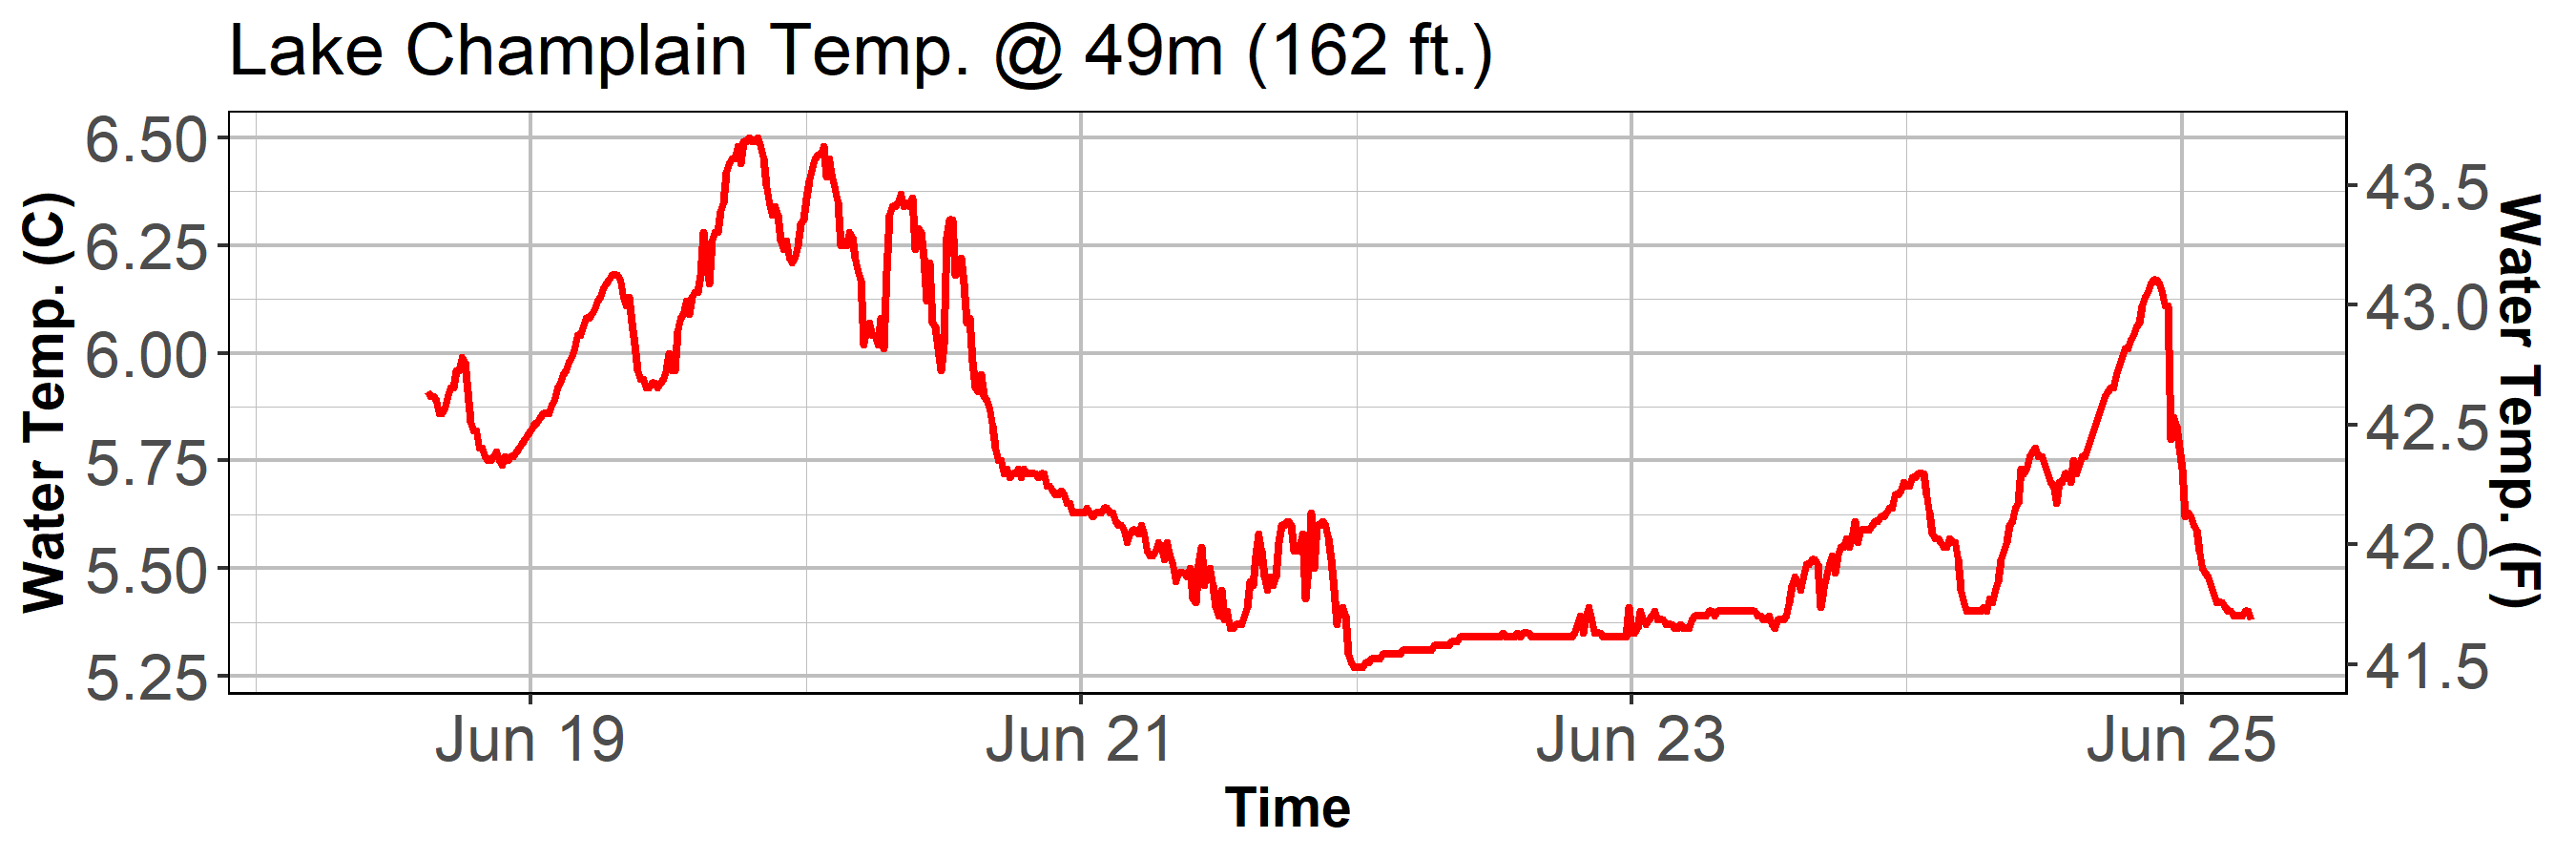 Lake Champlain Temp. @ 49m (162 ft.)
Water Temp. (C)
6.50
6.25
6.00
5.75
5.50
5.25
43.5
43.0
42.5
42.0
41.5
Water Temp. (F)
Jun 19
Jun 21
Jun 23
Jun 25
Time